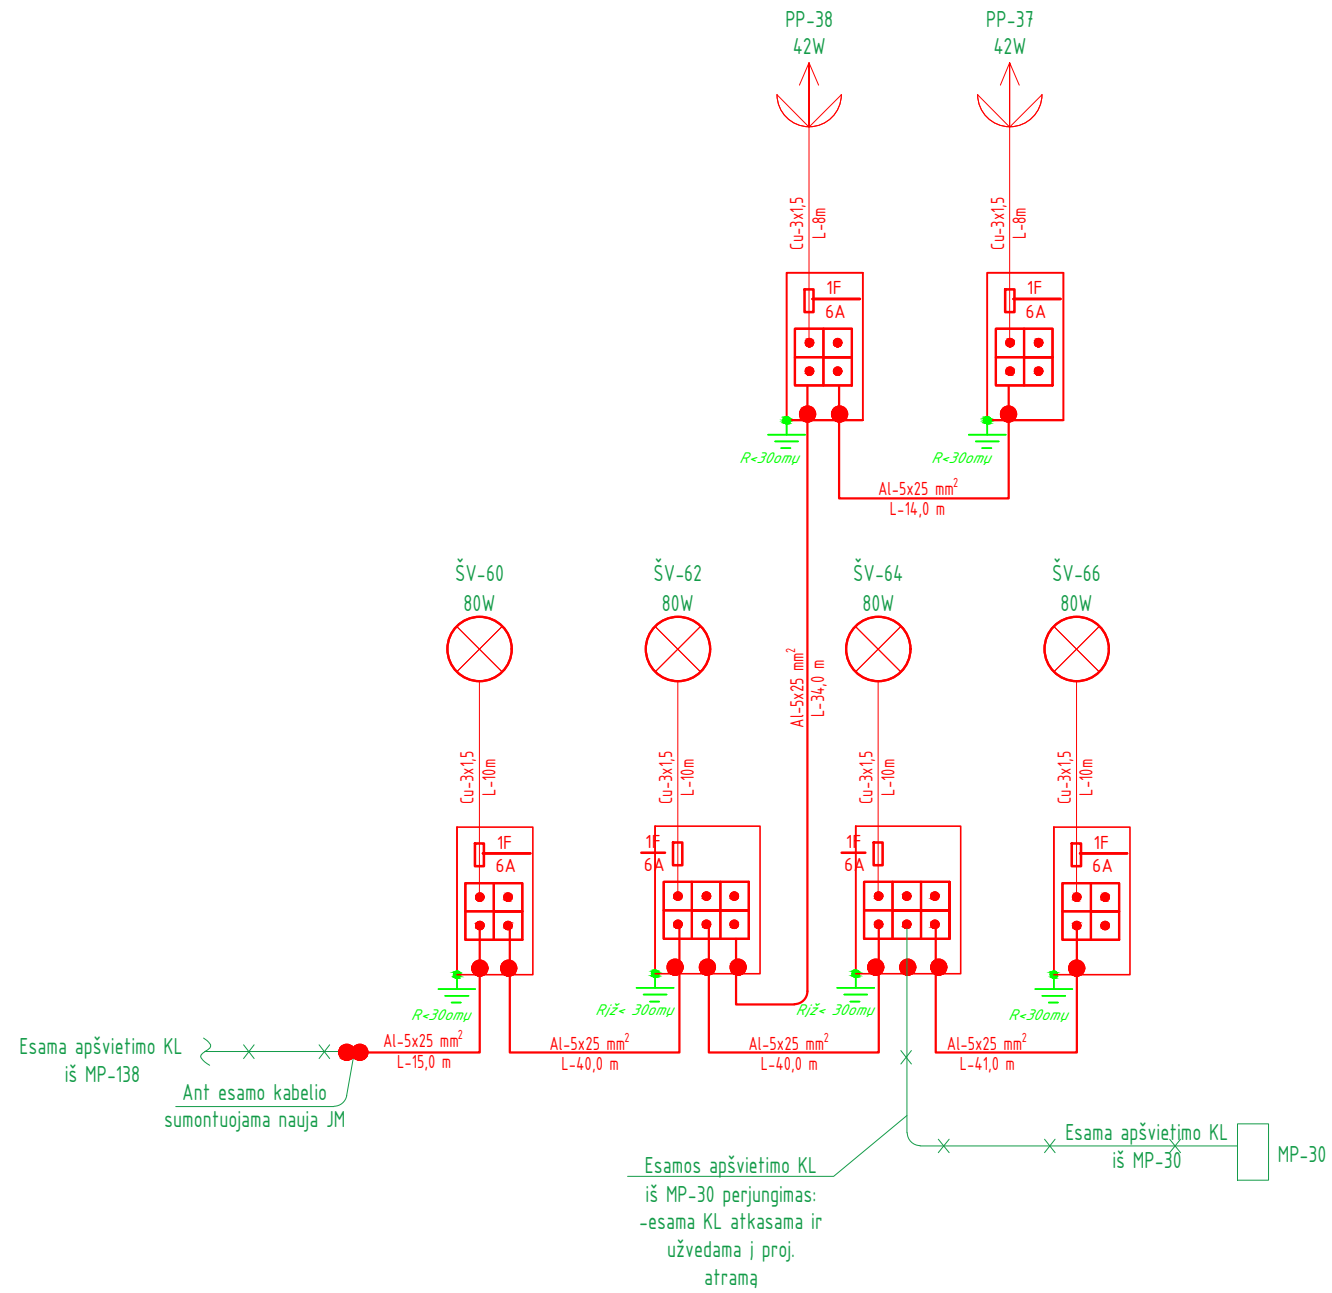 PP-38
42W
PP-37
42W
Cu-3x1,5
L-8m
Cu-3x1,5
L-8m
1F
6A
1F
6A
R<30omų
R<30omų
Al-5x25 mm²
L-14,0 m
ŠV-60
80W
ŠV-62
80W
ŠV-64
80W
ŠV-66
80W
Al-5x25 mm²
L-34,0 m
Cu-3x1,5
L-10m
Cu-3x1,5
L-10m
Cu-3x1,5
L-10m
Cu-3x1,5
L-10m
1F
6A
1F
6A
1F
6A
1F
6A
R<30omų
Rįž< 30omų
Rįž< 30omų
R<30omų
Esama apšvietimo KL
iš MP-138
Al-5x25 mm²
L-15,0 m
Al-5x25 mm²
L-40,0 m
Al-5x25 mm²
L-40,0 m
Al-5x25 mm²
L-41,0 m
Ant esamo kabelio
sumontuojama nauja JM
Esama apšvietimo KL
iš MP-30
MP-30
Esamos apšvietimo KL
iš MP-30 perjungimas:
-esama KL atkasama ir
užvedama į proj.
atramą